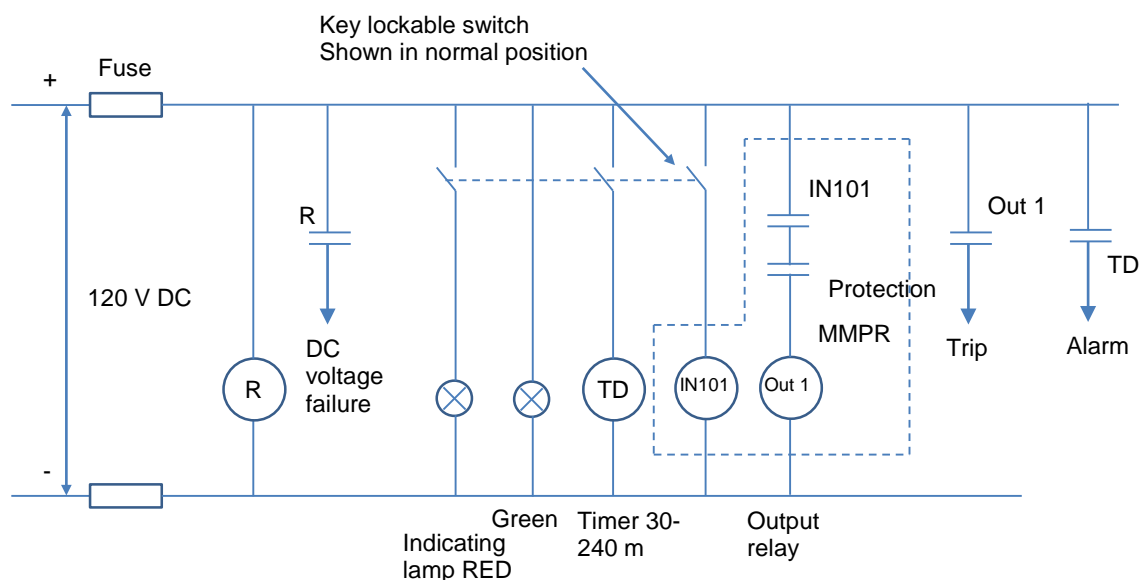 Key lockable switch
Shown in normal position
Fuse
+
IN101
R
Out 1
TD
120 V DC
Protection
MMPR
DC
voltage
failure
Trip
Alarm
R
TD
IN101
Out 1
-
Green
Timer 30-
240 m
Output
relay
Indicating
lamp RED